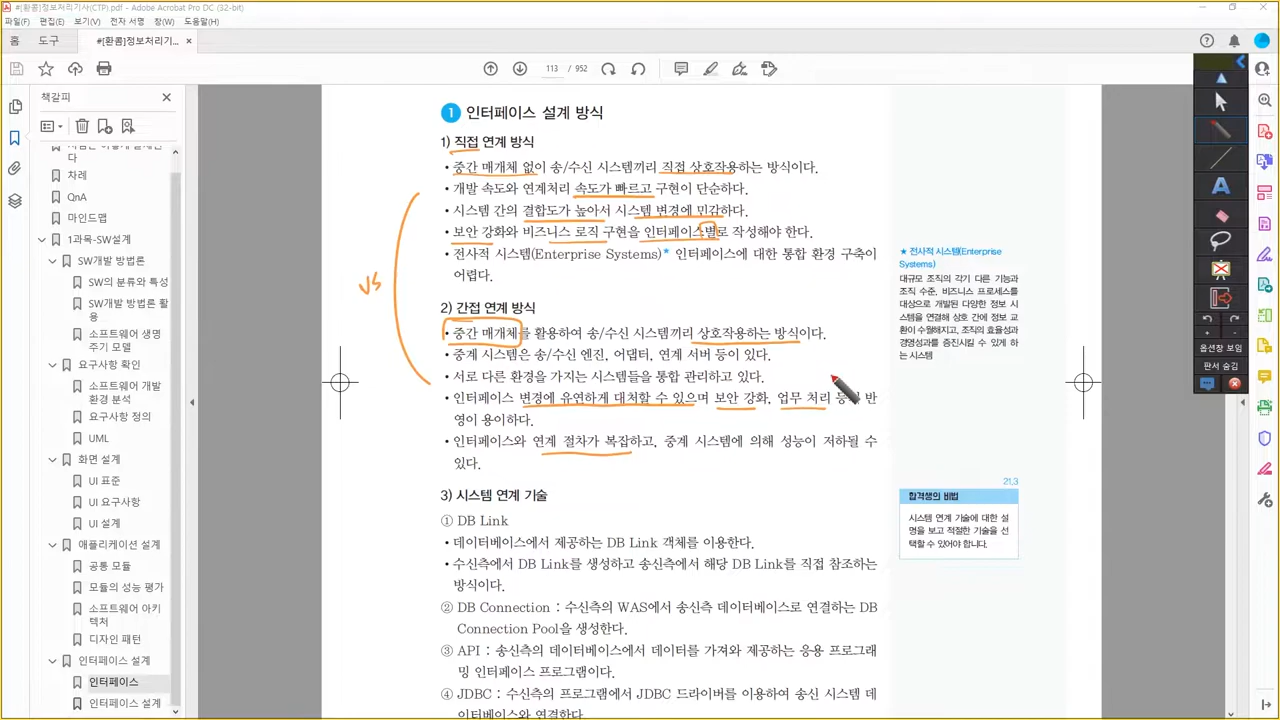 #[환콤]정보처리기사(CTP).pdf - Adobe Acrobat Pro DC (32-bit)
파일(F) 편집(E) 보기(V) 전자 서명 창(W) 도움말(H)
홈 도구 #[환콤]정보처리기... ×
113 / 952
책갈피
다
차례
QnA
마인드맵
1과목-SW설계
SW개발 방법론
SW의 분류와 특성
SW개발 방법론 활
용
소프트웨어 생명
주기 모델
요구사항 확인
소프트웨어 개발
환경 분석
요구사항 정의
UML
화면 설계
UI 표준
UI 요구사항
UI 설계
애플리케이션 설계
공통 모듈
모듈의 성능 평가
소프트웨어 아키
텍처
디자인 패턴
인터페이스 설계
인터페이스
인터페이스 설계
1 인터페이스 설계 방식
1) 직접 연계 방식
• 중간 매개체 없이 송/수신 시스템끼리 직접 상호작용하는 방식이다.
• 개발 속도와 연계처리 속도가 빠르고 구현이 단순하다.
• 시스템 간의 결합도가 높아서 시스템 변경에 민감하다.
• 보안 강화와 비즈니스 로직 구현을 인터페이스별로 작성해야 한다.
• 전사적 시스템(Enterprise Systems)* 인터페이스에 대한 통합 환경 구축이
어렵다.
VS
2) 간접 연계 방식
• 중간 매개체를 활용하여 송/수신 시스템끼리 상호작용하는 방식이다.
• 중계 시스템은 송/수신 엔진, 어댑터, 연계 서버 등이 있다.
• 서로 다른 환경을 가지는 시스템들을 통합 관리하고 있다.
• 인터페이스 변경에 유연하게 대처할 수 있으며 보안 강화, 업무 처리 반
영이 용이하다.
• 인터페이스와 연계 절차가 복잡하고, 중계 시스템에 의해 성능이 저하될 수
있다.
3) 시스템 연계 기술
① DB Link
• 데이터베이스에서 제공하는 DB Link 객체를 이용한다.
• 수신측에서 DB Link를 생성하고 송신측에서 해당 DB Link를 직접 참조하는
방식이다.
② DB Connection : 수신측의 WAS에서 송신측 데이터베이스로 연결하는 DB
Connection Pool을 생성한다.
③ API : 송신측의 데이터베이스에서 데이터를 가져와 제공하는 응용 프로그래
밍 인터페이스 프로그램이다.
④ JDBC : 수신측의 프로그램에서 JDBC 드라이버를 이용하여 송신 시스템 데
이터베이스와 연결한다.
★ 전사적 시스템(Enterprise
Systems)
대규모 조직의 각기 다른 기능과
조직 수준, 비즈니스 프로세스를
대상으로 개발된 다양한 정보 시
스템을 연결해 상호 간에 정보 교
환이 수월해지고, 조직의 효율성과
경영성과를 증진시킬 수 있게 하
는 시스템
21.3
합격생의 비법
시스템 연계 기술에 대한 설
명을 보고 적절한 기술을 선
택할 수 있어야 합니다.
A
옵션창 보임
판서 숨김